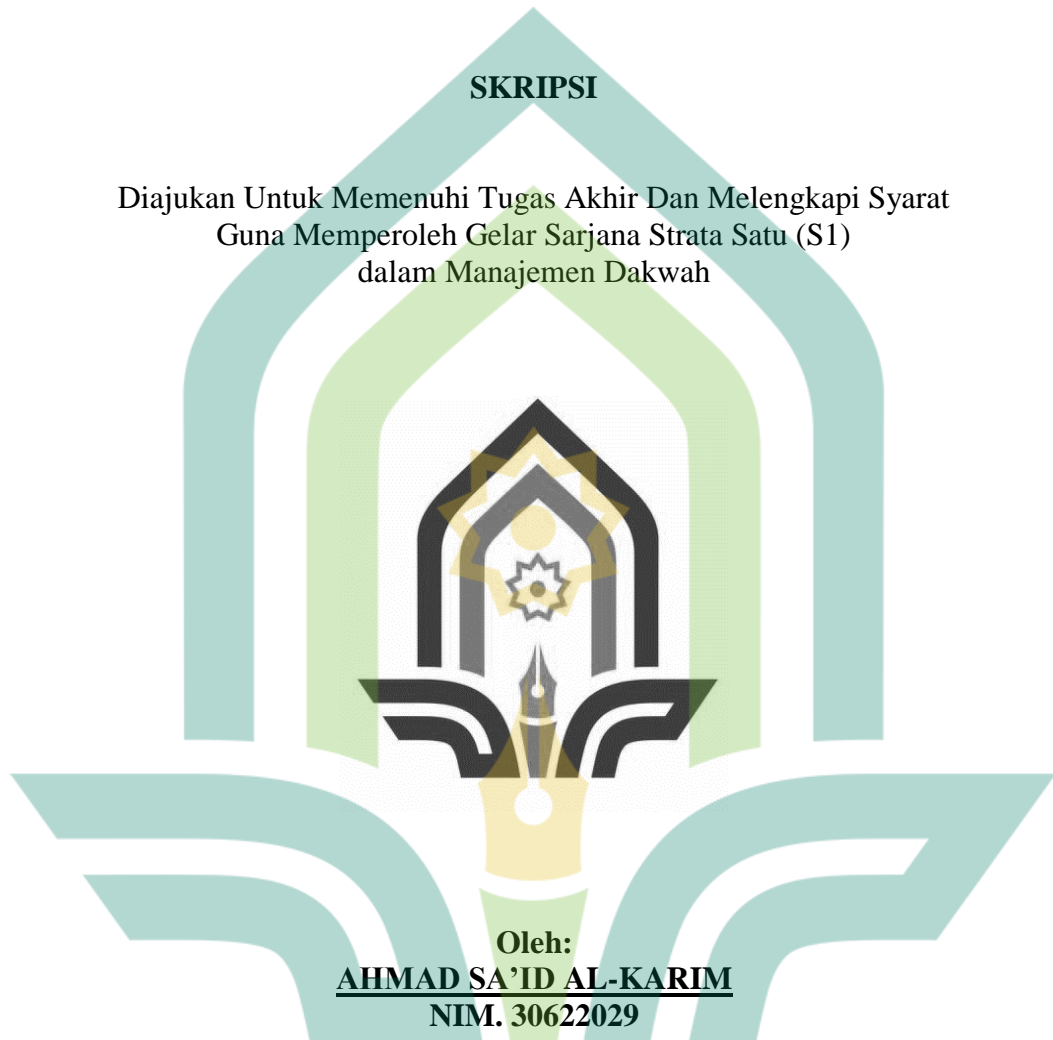 SKRIPSI
Diajukan Untuk Memenuhi Tugas Akhir Dan Melengkapi Syarat
Guna Memperoleh Gelar Sarjana Strata Satu (S1)
dalam Manajemen Dakwah
Oleh:
AHMAD SA’ID AL-KARIM
NIM. 30622029